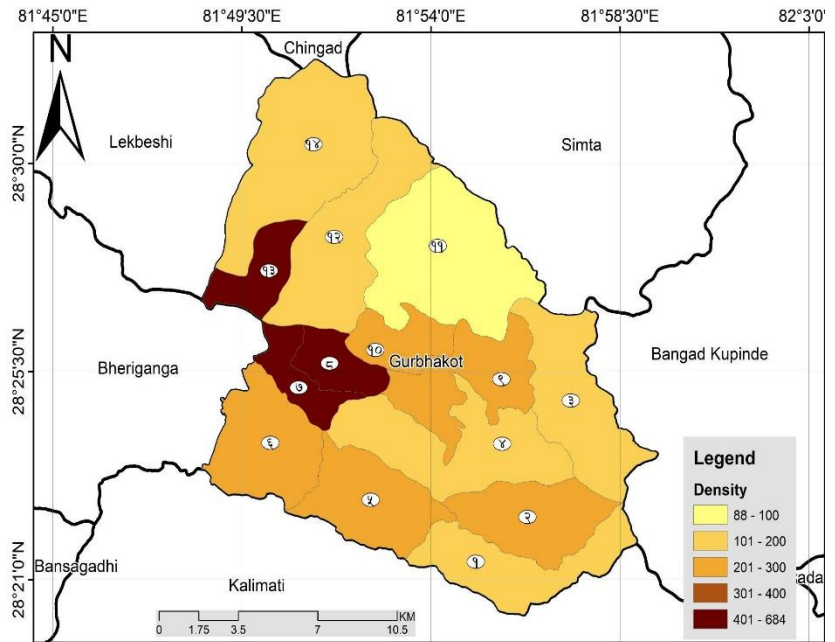 81°45'0"E 81°49'30"E 81°54'0"E 81°58'30"E 82°3'0"E
N
Chingad
Lekbeshi
Simta
१४
28°30'0"N
१२
११
१३
Bheriganga
Bangad Kupinde
28°25'30"N
१०
Gurbhakot
८
९
७
३
६
४
५
२
१
Legend
Density
88 - 100
101 - 200
201 - 300
301 - 400
401 - 684
Bansagadhi
28°21'0"N
Kalimati
KM
0 1.75 3.5 7 10.5